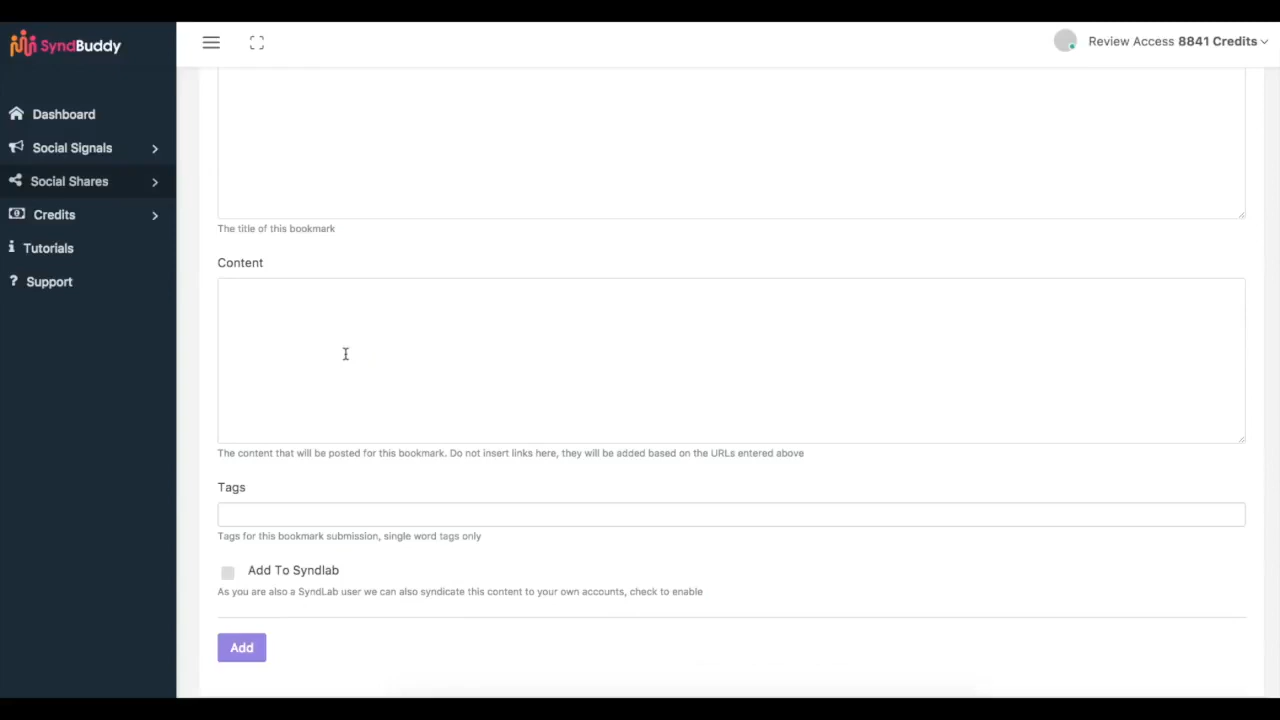 SyndBuddy
Review Access 8841 Credits
Dashboard
Social Signals
Social Shares
Credits
Tutorials
Support
The title of this bookmark
Content
The content that will be posted for this bookmark. Do not insert links here, they will be added based on the URLs entered above
Tags
Tags for this bookmark submission, single word tags only
Add To Syndlab
As you are also a SyndLab user we can also syndicate this content to your own accounts, check to enable
Add